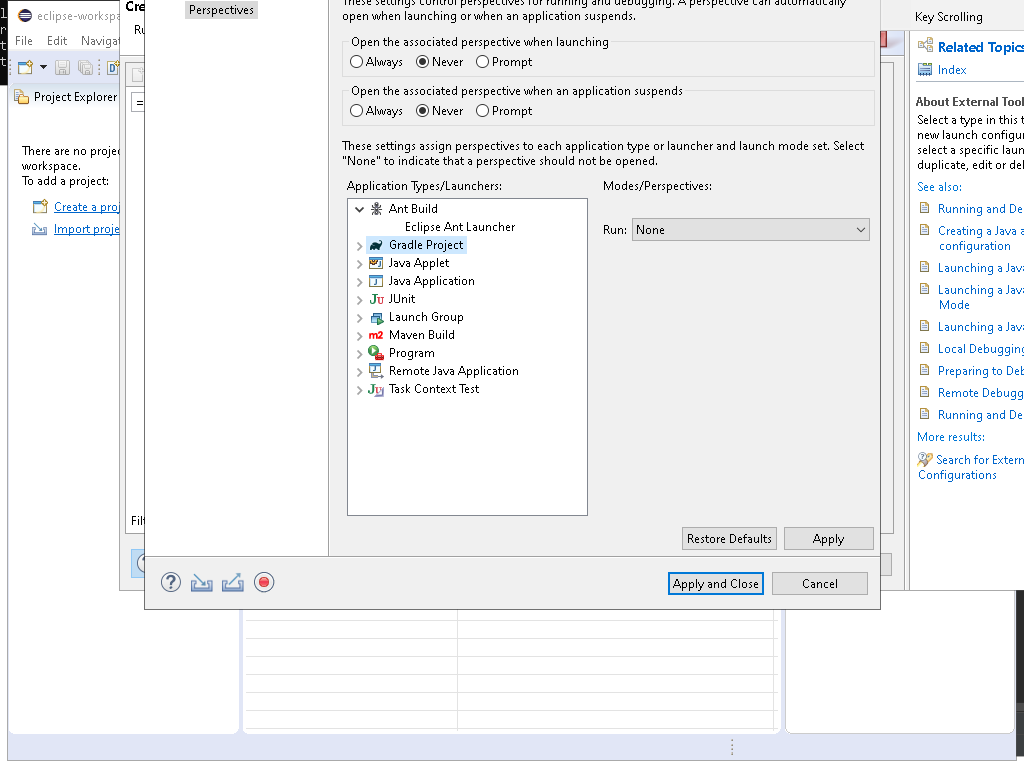 eclipse-workspa
File Edit Navigat
Project Explorer
There are no projec
workspace.
To add a project:
Create a proj
Import proje
Cre
Ru
Filt
Perspectives
These settings control perspectives for running and debugging. A perspective can automatically
open when launching or when an application suspends.
Open the associated perspective when launching
Always Never Prompt
Open the associated perspective when an application suspends
Always Never Prompt
These settings assign perspectives to each application type or launcher and launch mode set. Select
"None" to indicate that a perspective should not be opened.
Application Types/Launchers:
Modes/Perspectives:
Ant Build
Eclipse Ant Launcher
Gradle Project
Java Applet
Java Application
JUnit
Launch Group
Maven Build
Program
Remote Java Application
Task Context Test
Run: None
Restore Defaults Apply
Apply and Close Cancel
Key Scrolling
Related Topics
Index
About External Tool
Select a type in this t
new launch configur
select a specific laun
duplicate, edit or del
See also:
Running and De
Creating a Java a
configuration
Launching a Java
Launching a Java
Mode
Launching a Java
Local Debugging
Preparing to Deb
Remote Debugg
Running and De
More results:
Search for Extern
Configurations